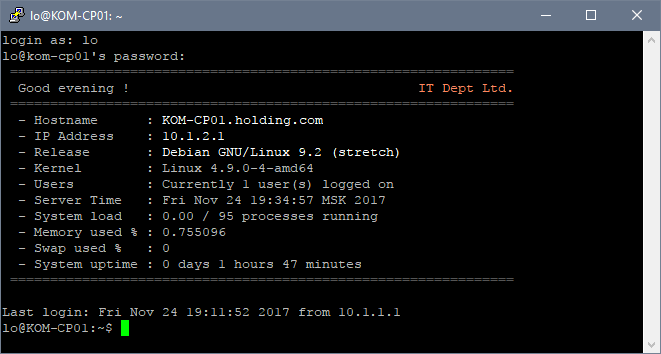 lo@KOM-CP01: ~
login as: lo
lo@kom-cp01's password:
===============================================================
Good evening ! IT Dept Ltd.
===============================================================
- Hostname : KOM-CP01.holding.com
- IP Address : 10.1.2.1
- Release : Debian GNU/Linux 9.2 (stretch)
- Kernel : Linux 4.9.0-4-amd64
- Users : Currently 1 user(s) logged on
- Server Time : Fri Nov 24 19:34:57 MSK 2017
- System load : 0.00 / 95 processes running
- Memory used % : 0.755096
- Swap used % : 0
- System uptime : 0 days 1 hours 47 minutes
===============================================================
Last login: Fri Nov 24 19:11:52 2017 from 10.1.1.1
lo@KOM-CP01:~$